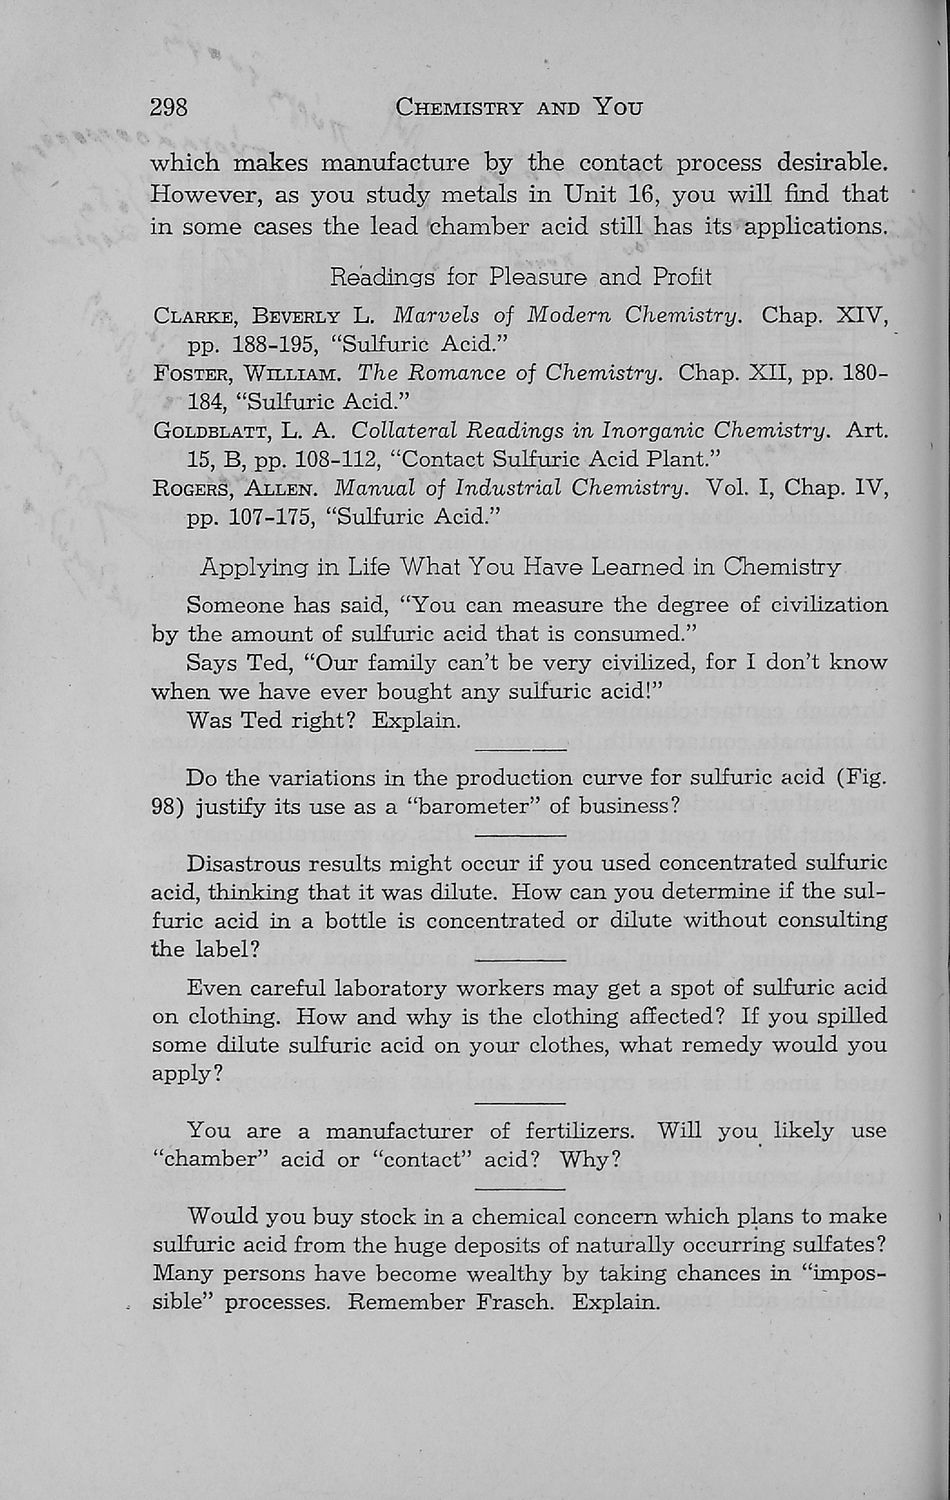 298 CHEMISTRY AND YOU
which makes manufacture by the contact process desirable.
However, as you study metals in Unit 16, you will find that
in some cases the lead chamber acid still has its applications.
Readings for Pleasure and Profit
CLARKE, BEVERLY L. Marvels of Modern Chemistry. Chap. XIV,
pp. 188-195, “Sulfuric Acid.”
FOSTER, WILLIAM. The Romance of Chemistry. Chap. XII, pp. 180-
184, “Sulfuric Acid.”
GOLDBLATT, L. A. Collateral Readings in Inorganic Chemistry. Art.
15, B, pp. 108-112, “Contact Sulfuric Acid Plant.”
ROGERS, ALLEN. Manual of Industrial Chemistry. Vol. I, Chap. IV,
pp. 107-175, “Sulfuric Acid.”
Applying in Life What You Have Learned in Chemistry
Someone has said, “You can measure the degree of civilization
by the amount of sulfuric acid that is consumed.”
Says Ted, “Our family can’t be very civilized, for I don’t know
when we have ever bought any sulfuric acid!”
Was Ted right? Explain.
Do the variations in the production curve for sulfuric acid (Fig.
98) justify its use as a “barometer” of business?
Disastrous results might occur if you used concentrated sulfuric
acid, thinking that it was dilute. How can you determine if the sul-
furic acid in a bottle is concentrated or dilute without consulting
the label?
Even careful laboratory workers may get a spot of sulfuric acid
on clothing. How and why is the clothing affected? If you spilled
some dilute sulfuric acid on your clothes, what remedy would you
apply?
You are a manufacturer of fertilizers. Will you likely use
“chamber” acid or “contact” acid? Why?
Would you buy stock in a chemical concern which plans to make
sulfuric acid from the huge deposits of naturally occurring sulfates?
Many persons have become wealthy by taking chances in “impos-
sible” processes. Remember Frasch. Explain.